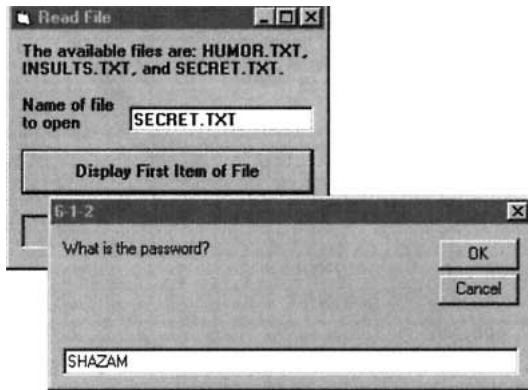 Read File
The available files are: HUMOR.TXT,
INSULTS.TXT, and SECRET.TXT.
Name of file
to open
SECRET.TXT
Display First Item of File
6-1-2
What is the password?
OK
Cancel
SHAZAM